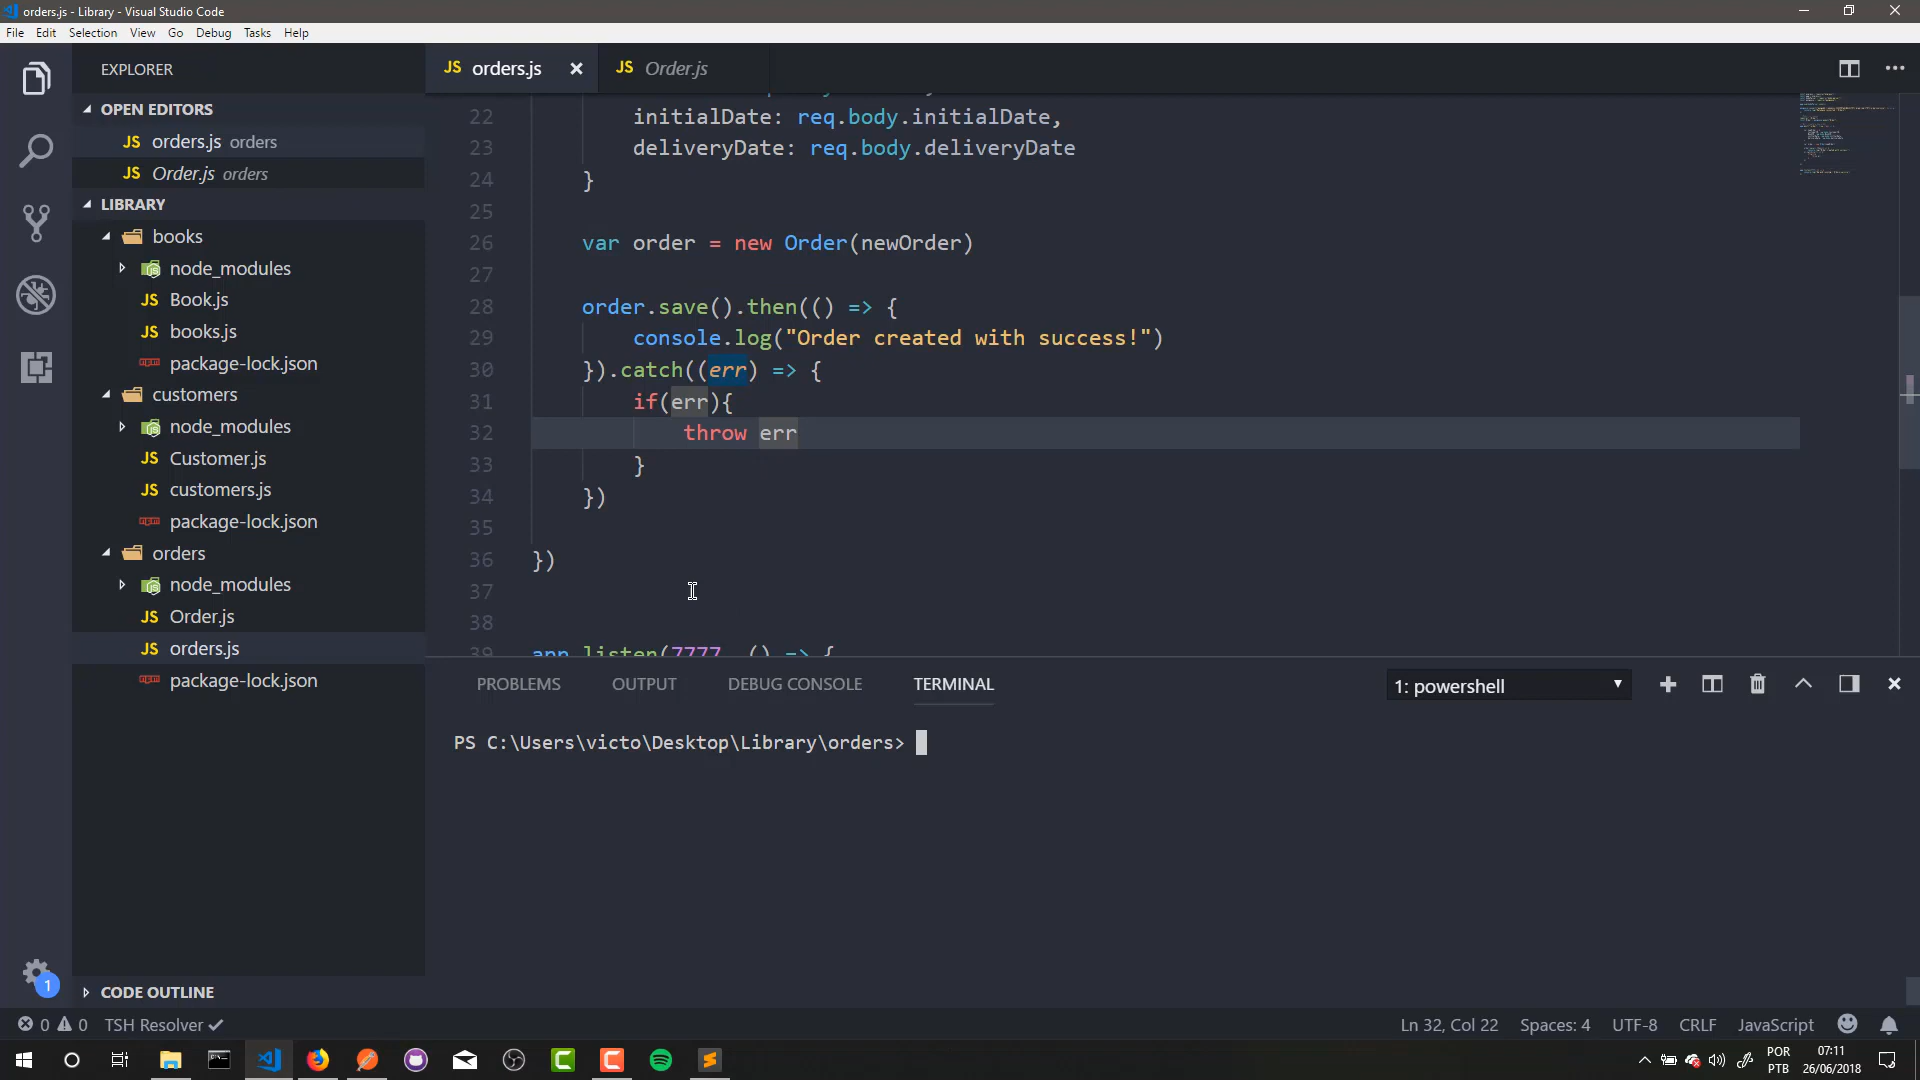 orders.js - Library - Visual Studio Code
File Edit Selection View Go Debug Tasks Help
EXPLORER
OPEN EDITORS
JS orders.js orders
JS Order.js orders
LIBRARY
books
node_modules
JS Book.js
JS books.js
package-lock.json
customers
node_modules
JS Customer.js
JS customers.js
package-lock.json
orders
node_modules
JS Order.js
JS orders.js
package-lock.json
CODE OUTLINE
JS orders.js
JS Order.js
22 initialDate: req.body.initialDate,
23 deliveryDate: req.body.deliveryDate
24 }
25
26 var order = new Order(newOrder)
27
28 order.save().then(() => {
29 console.log("Order created with success!")
30 }).catch((err) => {
31 if(err){
32 throw err
33 }
34 })
35
36 })
37
38
39 app.listen(7777, () => {
PROBLEMS OUTPUT DEBUG CONSOLE TERMINAL
1: powershell
PS C:\Users\victo\Desktop\Library\orders>
1
0 0 TSH Resolver
Ln 32, Col 22 Spaces: 4 UTF-8 CRLF JavaScript
POR
PTB
07:11
26/06/2018